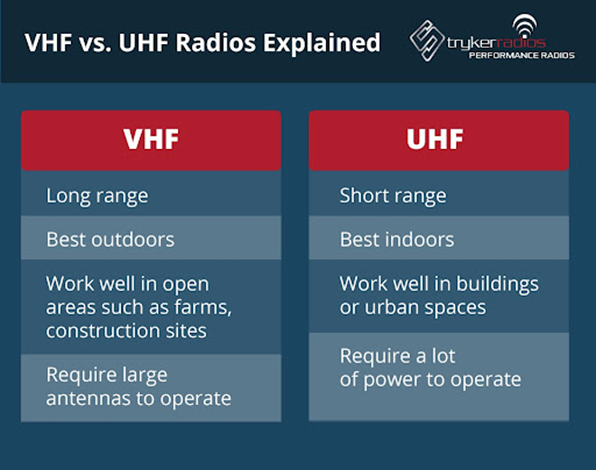 VHF vs. UHF Radios Explained
trykerradios
PERFORMANCE RADIOS
VHF
Long range
Best outdoors
Work well in open
areas such as farms,
construction sites
Require large
antennas to operate
UHF
Short range
Best indoors
Work well in buildings
or urban spaces
Require a lot
of power to operate